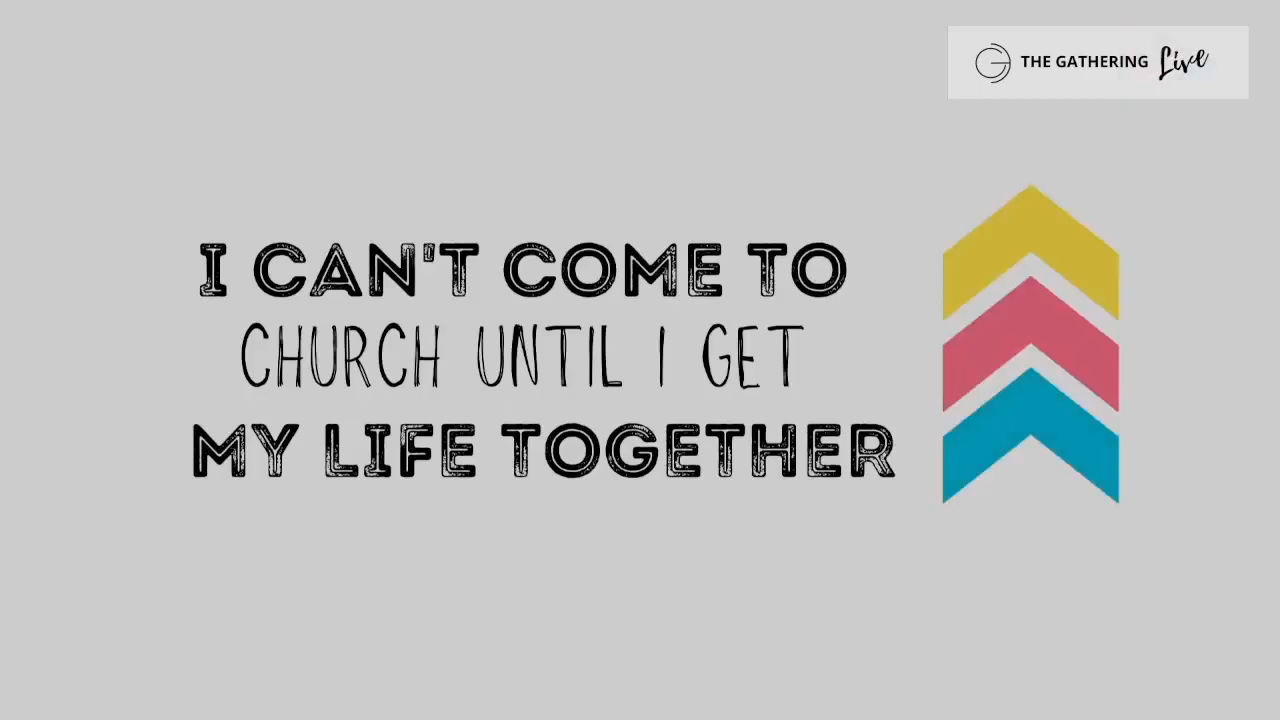 THE GATHERING Live
I CAN'T COME TO
CHURCH UNTIL I GET
MY LIFE TOGETHER